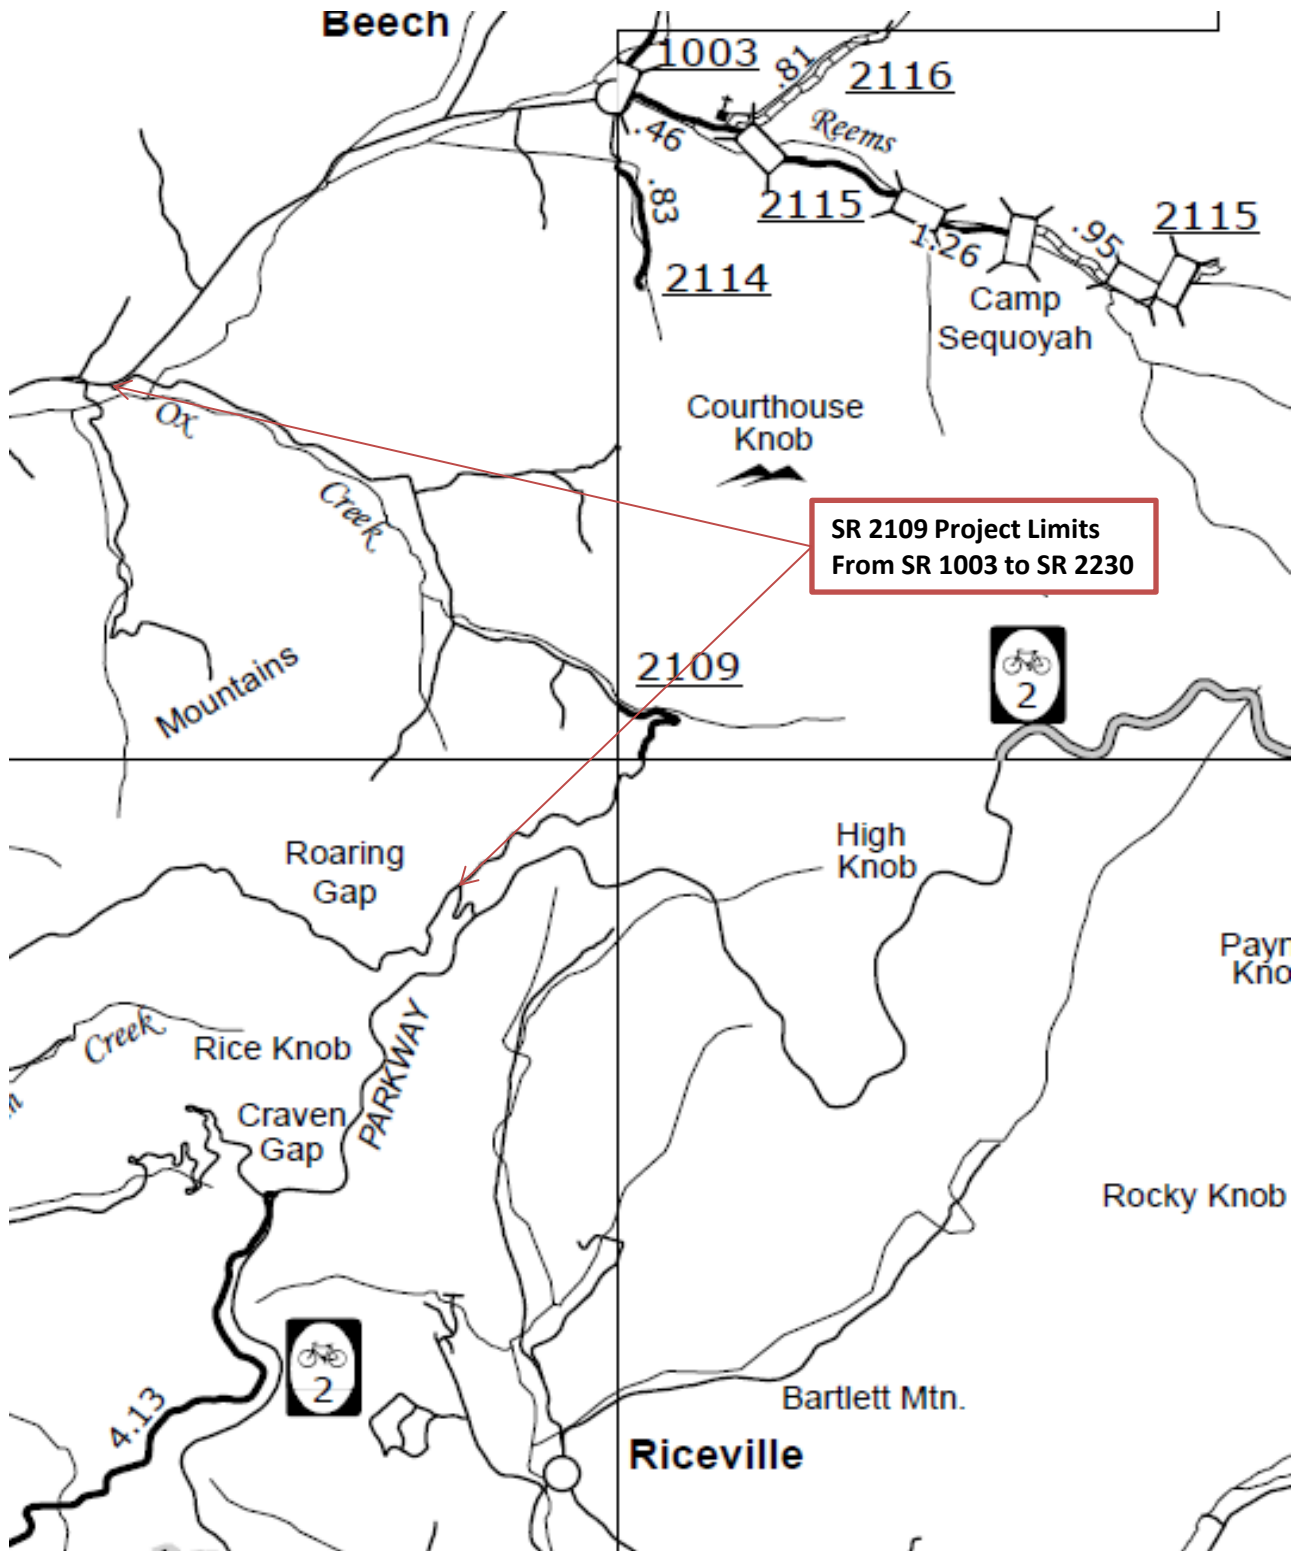 Beech
1003
.81
2116
Reems
.46
2115
.83
2114
1.26
.95
2115
Camp
Sequoyah
Ox
Creek
Courthouse
Knob
SR 2109 Project Limits
From SR 1003 to SR 2230
Mountains
2109
2
Roaring
Gap
High
Knob
Creek
Rice Knob
PARKWAY
Craven
Gap
Rocky Knob
2
4.13
Bartlett Mtn.
Riceville